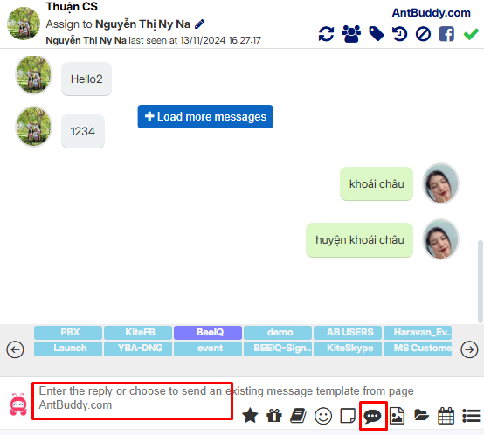 Thuận CS
AntBuddy.com
Assign to Nguyễn Thị Ny Na
Nguyễn Thị Ny Na last seen at 13/11/2024 16:27:17
Hello2
Load more messages
1234
khoái châu
huyện khoái châu
PBX KiteFB BeeIQ demo AB USERS Haravan_Ev..
Launch YBA-DNG event BEEIQ-Sign.. KiteSkype MS Custome
Enter the reply or choose to send an existing message template from page
AntBuddy.com